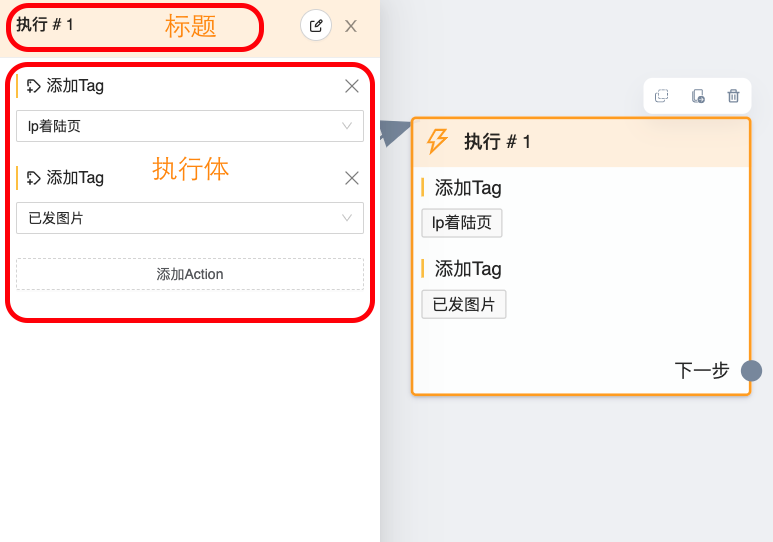 执行 # 1
标题
添加Tag
lp着陆页
添加Tag
执行体
已发图片
添加Action
执行 # 1
添加Tag
lp着陆页
添加Tag
已发图片
下一步